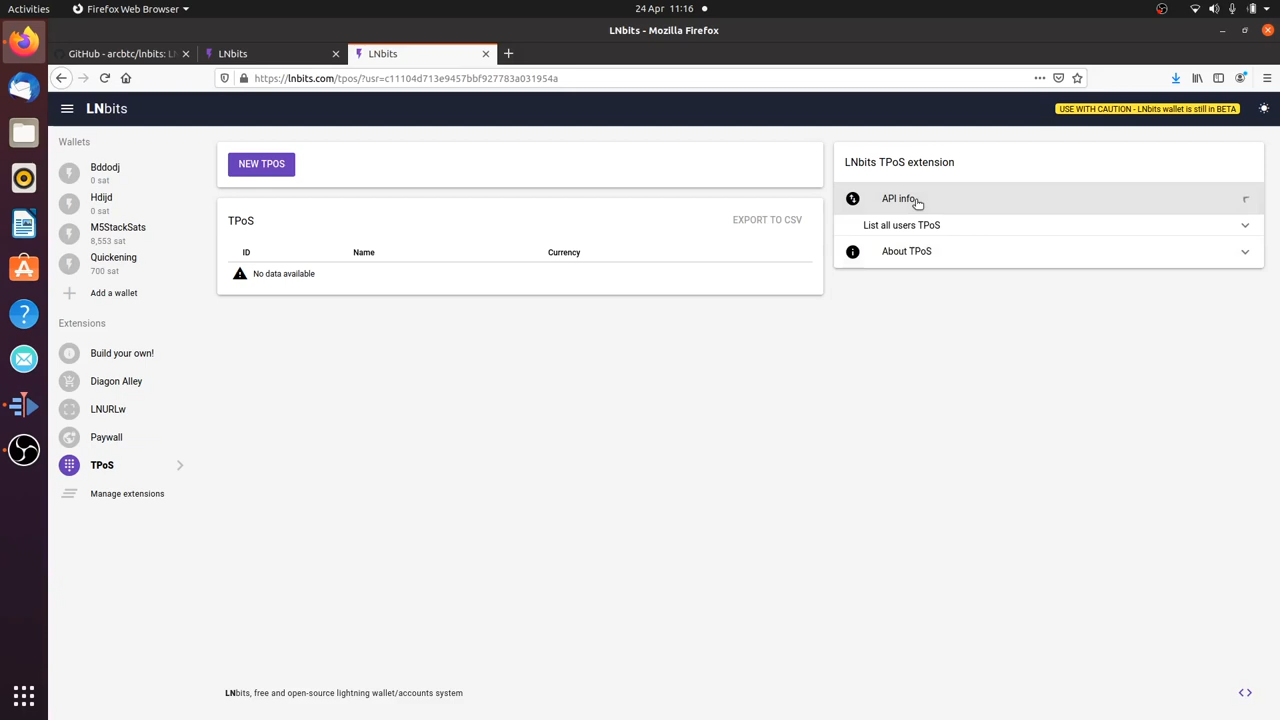 Activities
Firefox Web Browser
24 Apr 11:16
LNbits - Mozilla Firefox
GitHub - arcbtc/lnbits: LN
LNbits
LNbits
https://lnbits.com/tpos/?usr=c11104d713e9457bbf927783a031954a
LNbits
USE WITH CAUTION - LNbits wallet is still in BETA
Wallets
Bddodj
0 sat
Hdijd
0 sat
M5StackSats
8,553 sat
Quickening
700 sat
Add a wallet
Extensions
Build your own!
Diagon Alley
LNURLw
Paywall
TPoS
Manage extensions
NEW TPOS
TPoS
EXPORT TO CSV
ID Name Currency
No data available
LNbits TPoS extension
API info
List all users TPoS
About TPoS
LNbits, free and open-source lightning wallet/accounts system